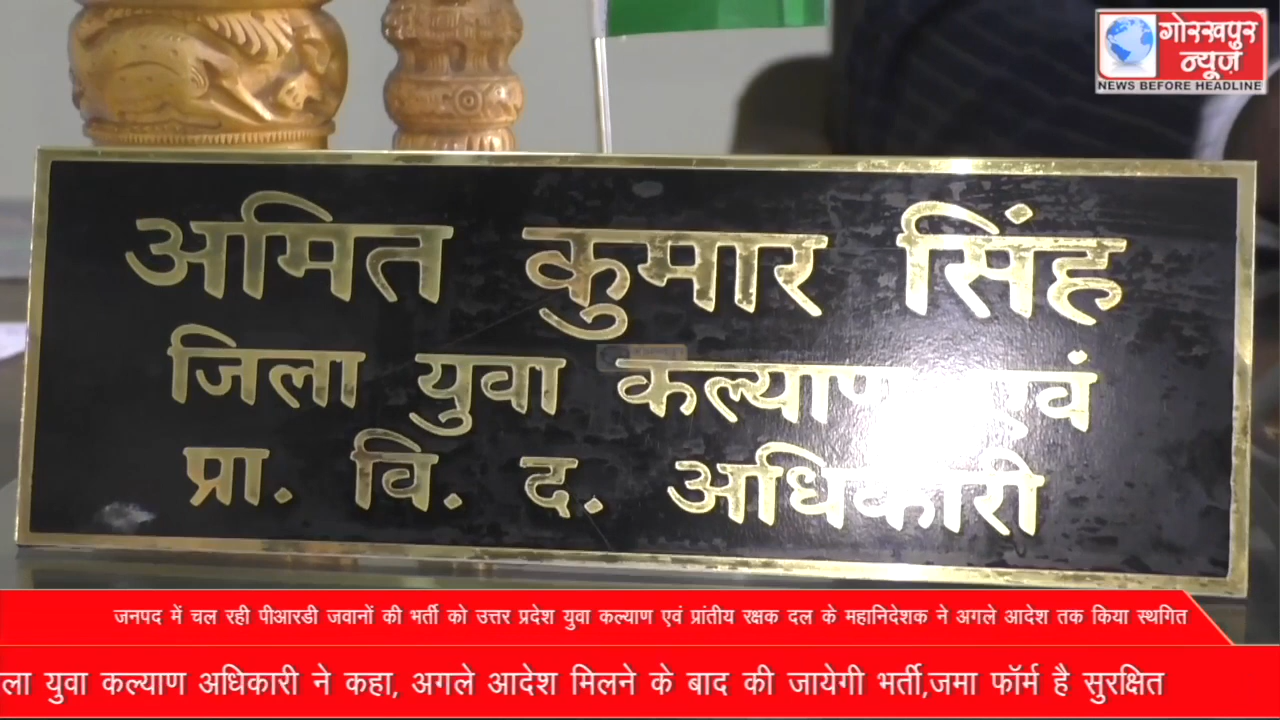 गोरखपुर
न्यूज़
NEWS BEFORE HEADLINE
अमित कुमार सिंह
जिला युवा कल्याण एवं
प्रा. वि. द. अधिकारी
जनपद में चल रही पीआरडी जवानों की भर्ती को उत्तर प्रदेश युवा कल्याण एवं प्रांतीय रक्षक दल के महानिदेशक ने अगले आदेश तक किया स्थगित
ला युवा कल्याण अधिकारी ने कहा, अगले आदेश मिलने के बाद की जायेगी भर्ती,जमा फॉर्म है सुरक्षित